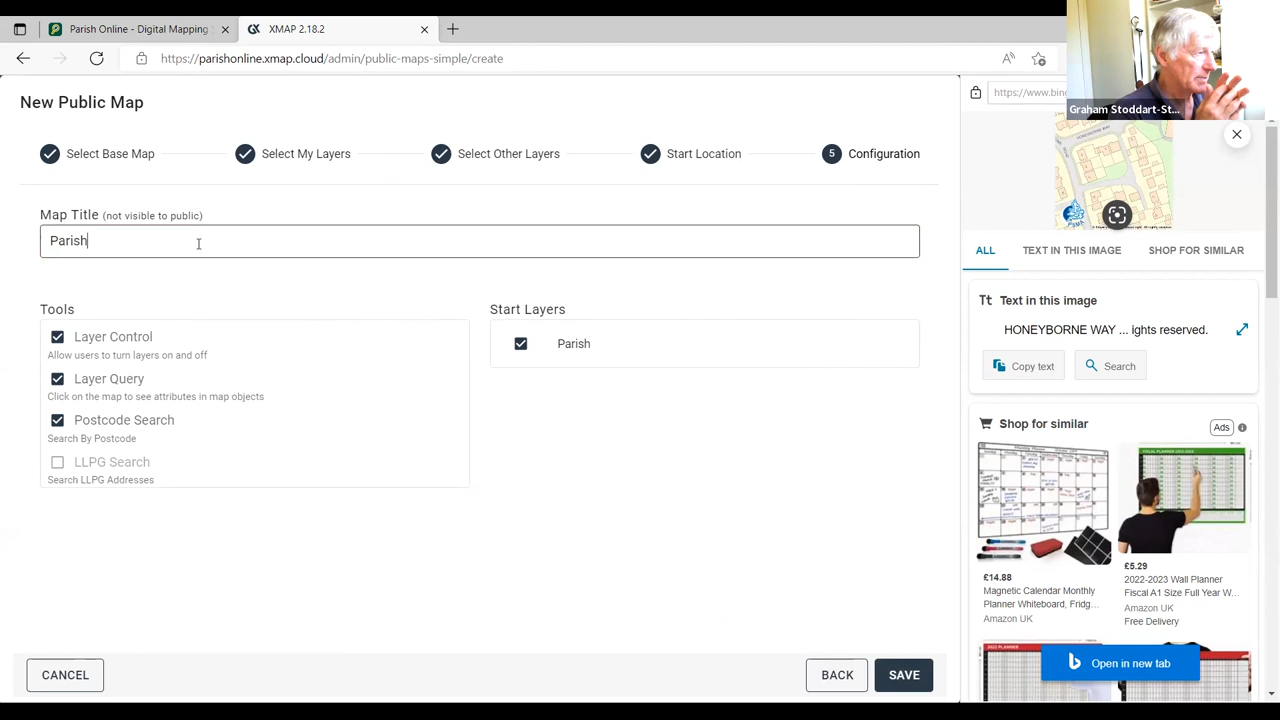 Parish Online - Digital Mapping
XMAP 2.18.2
https://parishonline.xmap.cloud/admin/public-maps-simple/create
New Public Map
Select Base Map
Select My Layers
Select Other Layers
Start Location
5 Configuration
Map Title (not visible to public)
Parish
Tools
Layer Control
Allow users to turn layers on and off
Layer Query
Click on the map to see attributes in map objects
Postcode Search
Search By Postcode
LLPG Search
Search LLPG Addresses
Start Layers
Parish
CANCEL
BACK
SAVE
Graham Stoddart-St...
https://www.bin
HONEYBORNE WAY
ALL
TEXT IN THIS IMAGE
SHOP FOR SIMILAR
Tt Text in this image
HONEYBORNE WAY ... ights reserved.
Copy text
Search
Shop for similar
Ads
£14.88
Magnetic Calendar Monthly
Planner Whiteboard, Fridg...
Amazon UK
£5.29
2022-2023 Wall Planner
Fiscal A1 Size Full Year W...
Amazon UK
Free Delivery
Open in new tab